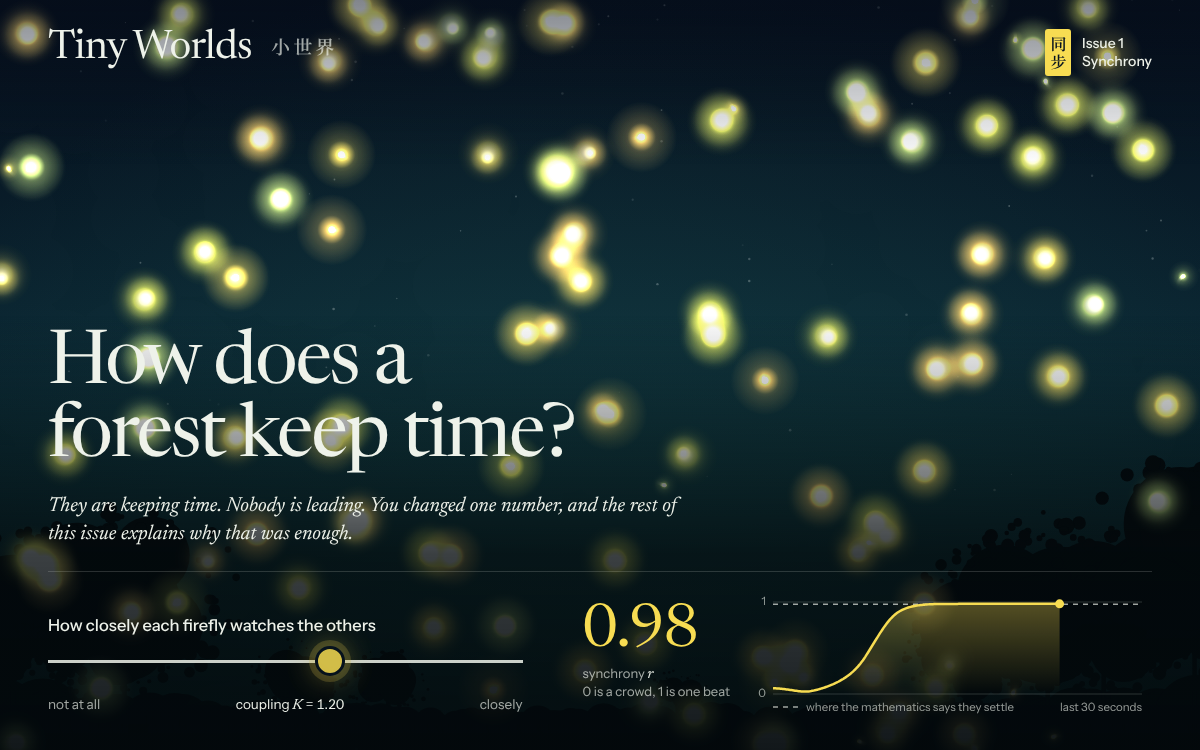 Tiny Worlds 小世界
同步
Issue 1
Synchrony
How does a
forest keep time?
They are keeping time. Nobody is leading. You changed one number, and the rest of
this issue explains why that was enough.
How closely each firefly watches the others
not at all
coupling K = 1.20
closely
0.98
synchrony r
0 is a crowd, 1 is one beat
1
0
where the mathematics says they settle
last 30 seconds